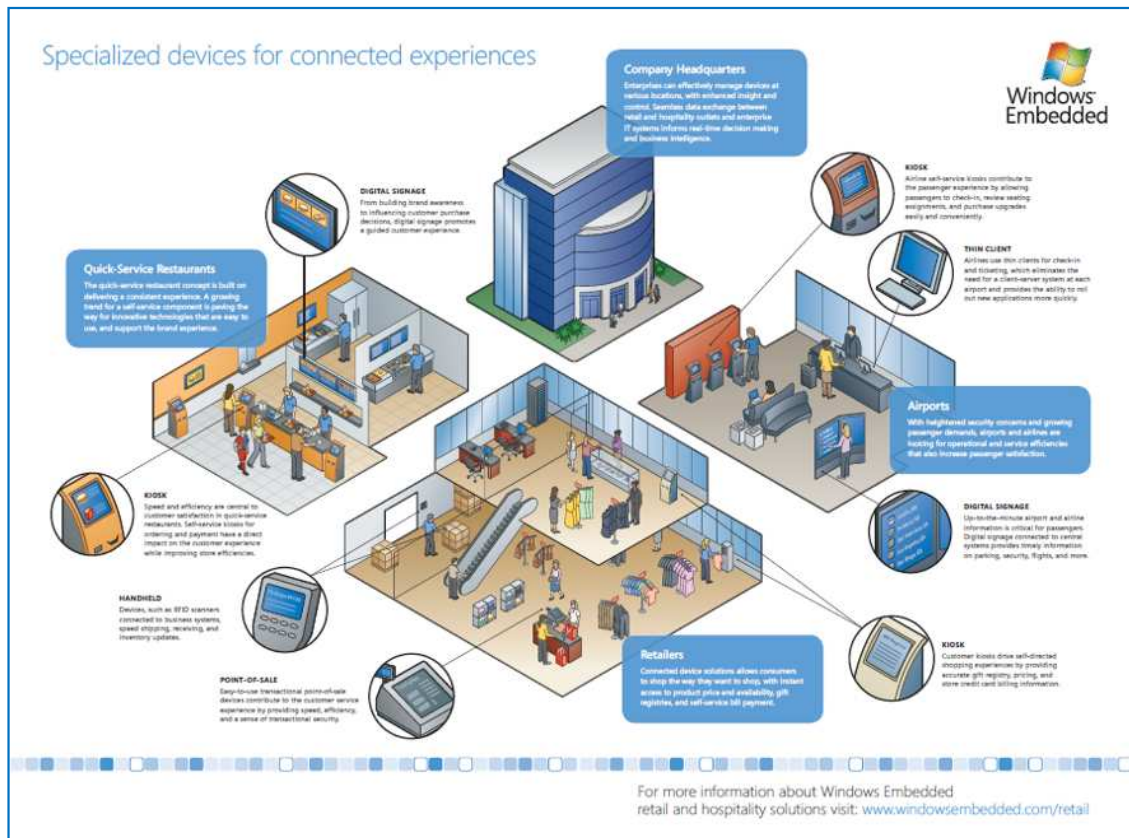 Specialized devices for connected experiences
Windows®
Embedded
Company Headquarters
Enterprises can effectively manage devices at
various locations, with enhanced insight and
control. Seamless data exchange between
retail and hospitality outlets and enterprise
IT systems informs real-time decision making
and business intelligence.
KIOSK
Airline self-service kiosks contribute to
the passenger experience by allowing
passengers to check-in, review seating
assignments, and purchase upgrades
easily and conveniently.
DIGITAL SIGNAGE
From building brand awareness
to influencing customer purchase
decisions, digital signage promotes
a guided customer experience.
THIN CLIENT
Airlines use thin clients for check-in
and ticketing, which eliminates the
need for a client-server system at each
airport and provides the ability to roll
out new applications more quickly.
Quick-Service Restaurants
The quick-service restaurant concept is built on
delivering a consistent experience. A growing
trend for a self-service component is paving the
way for innovative technologies that are easy to
use, and support the brand experience.
Airports
With heightened security concerns and growing
passenger demands, airports and airlines are
looking for operational and service efficiencies
that also increase passenger satisfaction.
KIOSK
Speed and efficiency are central to
customer satisfaction in quick-service
restaurants. Self-service kiosks for
ordering and payment have a direct
impact on the customer experience
while improving store efficiencies.
DIGITAL SIGNAGE
Up-to-the-minute airport and airline
information is critical for passengers.
Digital signage connected to central
systems provides timely information
on parking, security, flights, and more.
HANDHELD
Devices, such as RFID scanners
connected to business systems,
speed shipping, receiving, and
inventory updates.
Retailers
Connected device solutions allows consumers
to shop the way they want to shop, with instant
access to product price and availability, gift
registries, and self-service bill payment.
KIOSK
Customer kiosks drive self-directed
shopping experiences by providing
accurate gift registry, pricing, and
store credit card billing information.
POINT-OF-SALE
Easy-to-use transactional point-of-sale
devices contribute to the customer service
experience by providing speed, efficiency,
and a sense of transactional security.
For more information about Windows Embedded
retail and hospitality solutions visit: www.windowsembedded.com/retail